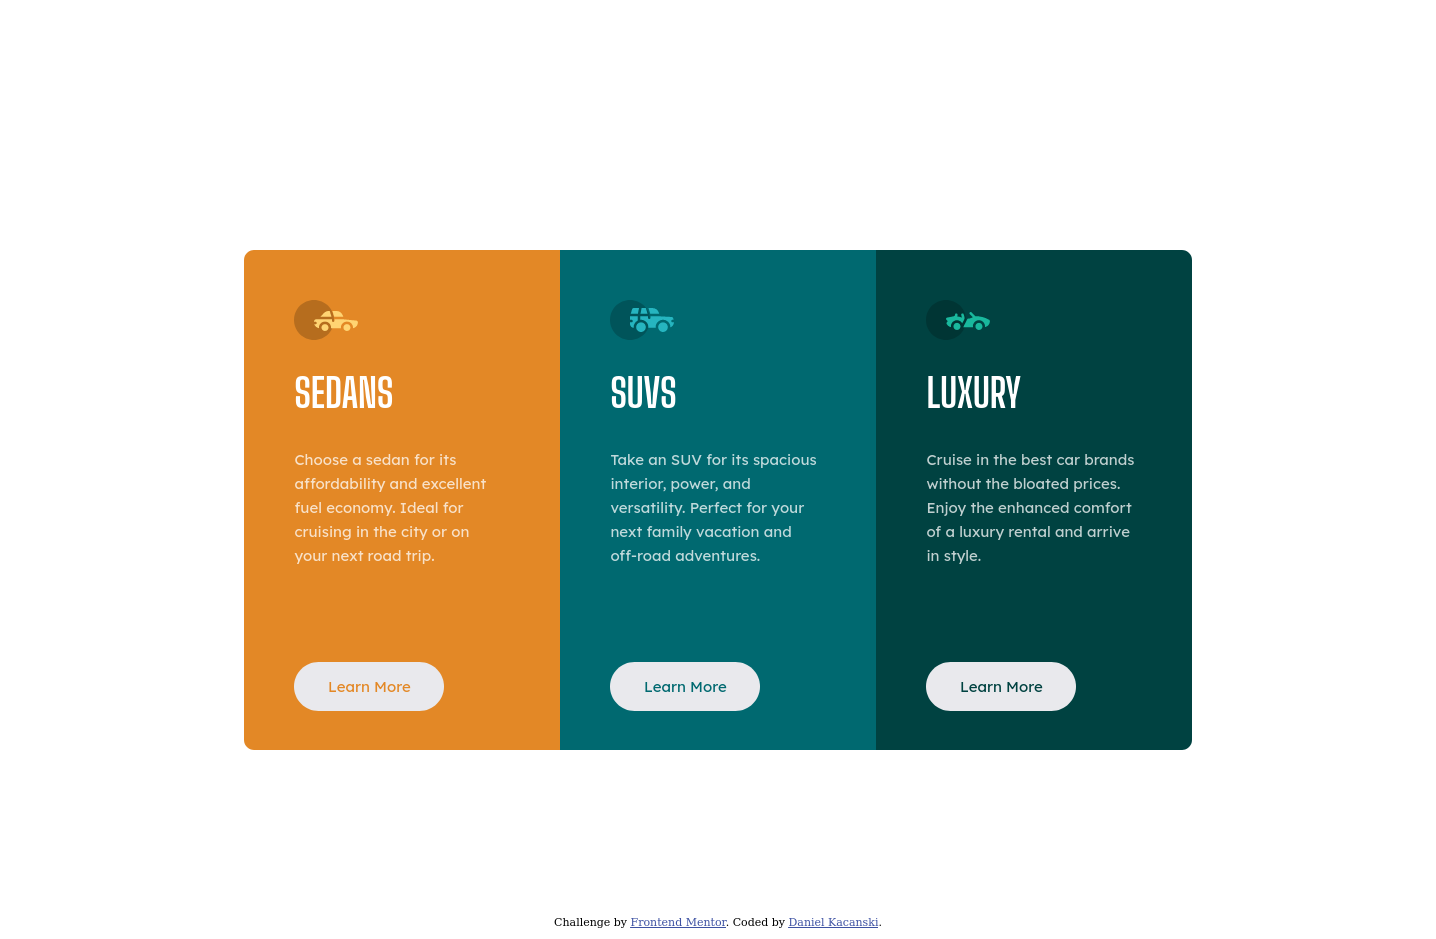 SEDANS
Choose a sedan for its
affordability and excellent
fuel economy. Ideal for
cruising in the city or on
your next road trip.
Learn More
SUVS
Take an SUV for its spacious
interior, power, and
versatility. Perfect for your
next family vacation and
off-road adventures.
Learn More
LUXURY
Cruise in the best car brands
without the bloated prices.
Enjoy the enhanced comfort
of a luxury rental and arrive
in style.
Learn More
Challenge by Frontend Mentor. Coded by Daniel Kacanski.